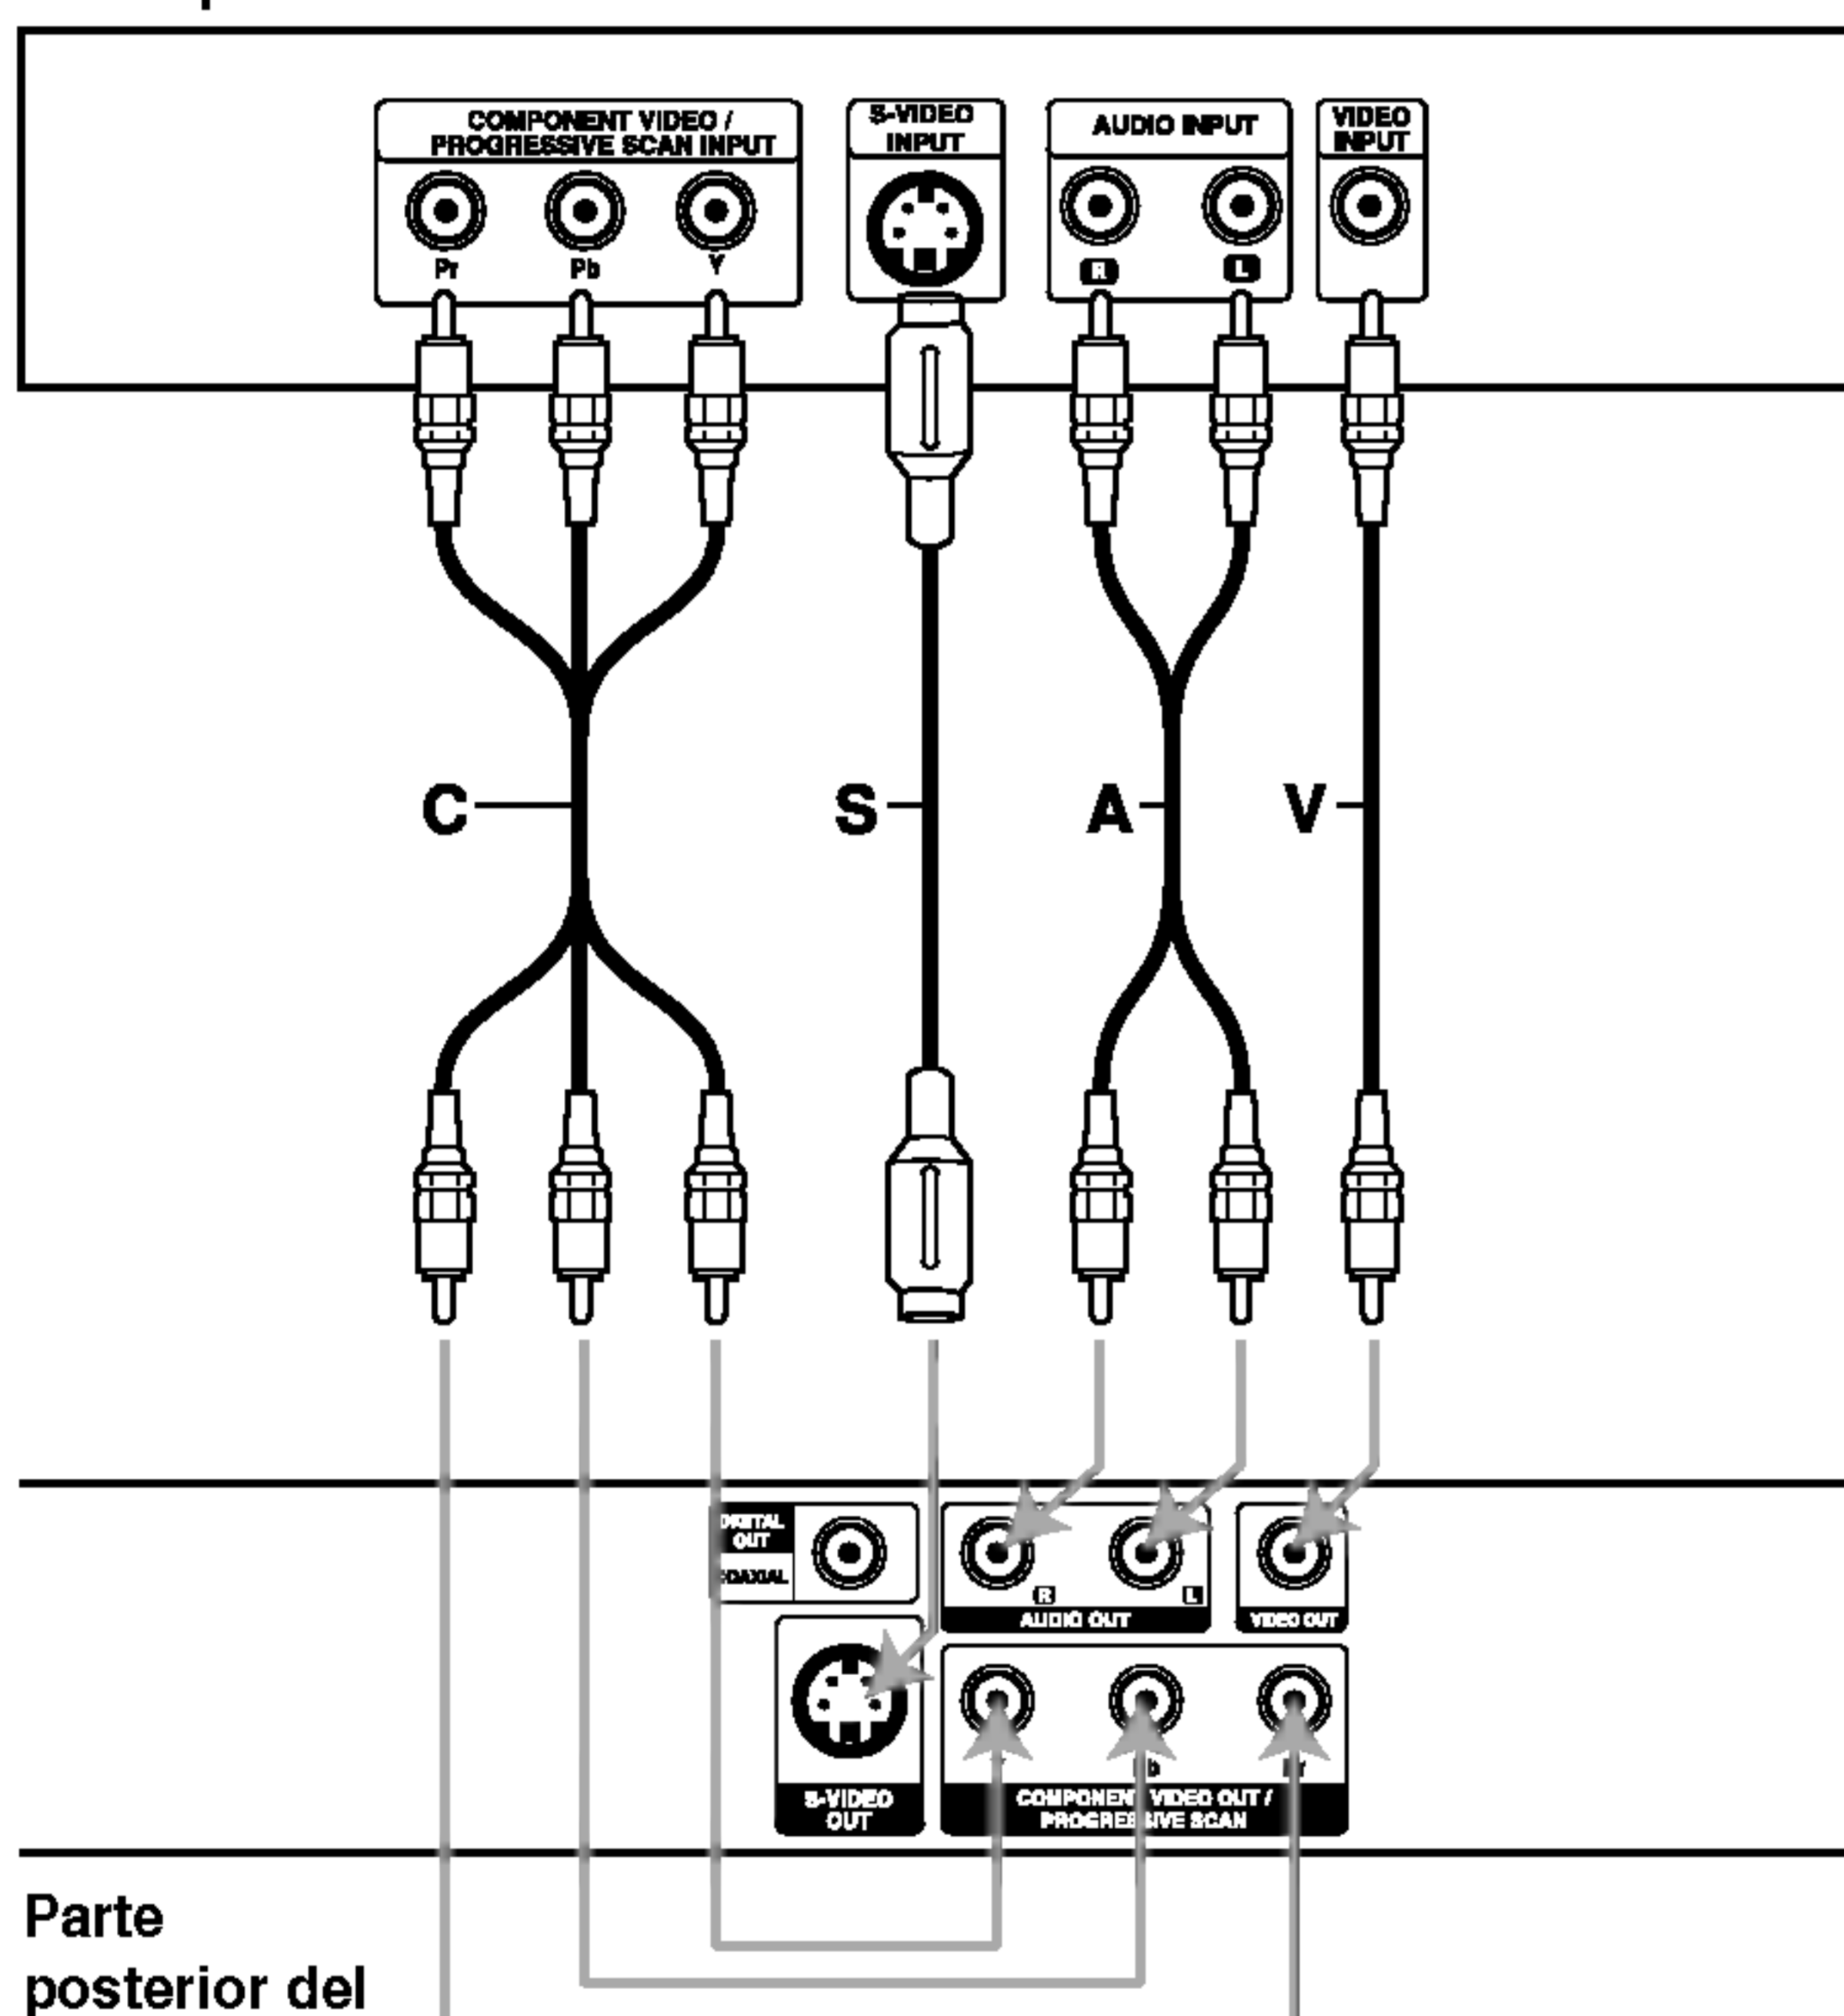 COMPONENT VIDEO /
PROGRESSIVE SCAN INPUT
Pr Pb Y
S-VIDEO
INPUT
AUDIO INPUT
R L
VIDEO
INPUT
C S A V
DIGITAL
OUT
COAXIAL
R L
AUDIO OUT
VIDEO OUT
S-VIDEO
OUT
COMPONENT VIDEO OUT /
PROGRESSIVE SCAN
Parte
posterior del